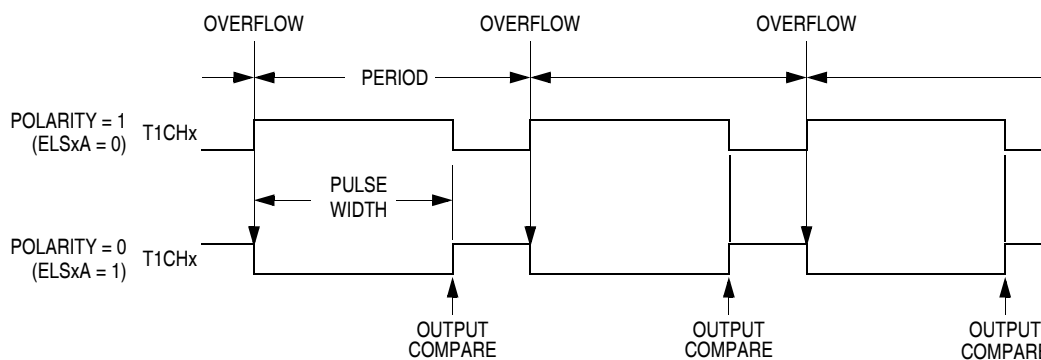 OVERFLOW
OVERFLOW
OVERFLOW
PERIOD
POLARITY = 1
(ELSxA = 0)
T1CHx
PULSE
WIDTH
POLARITY = 0
(ELSxA = 1)
T1CHx
OUTPUT
COMPARE
OUTPUT
COMPARE
OUTPUT
COMPARE